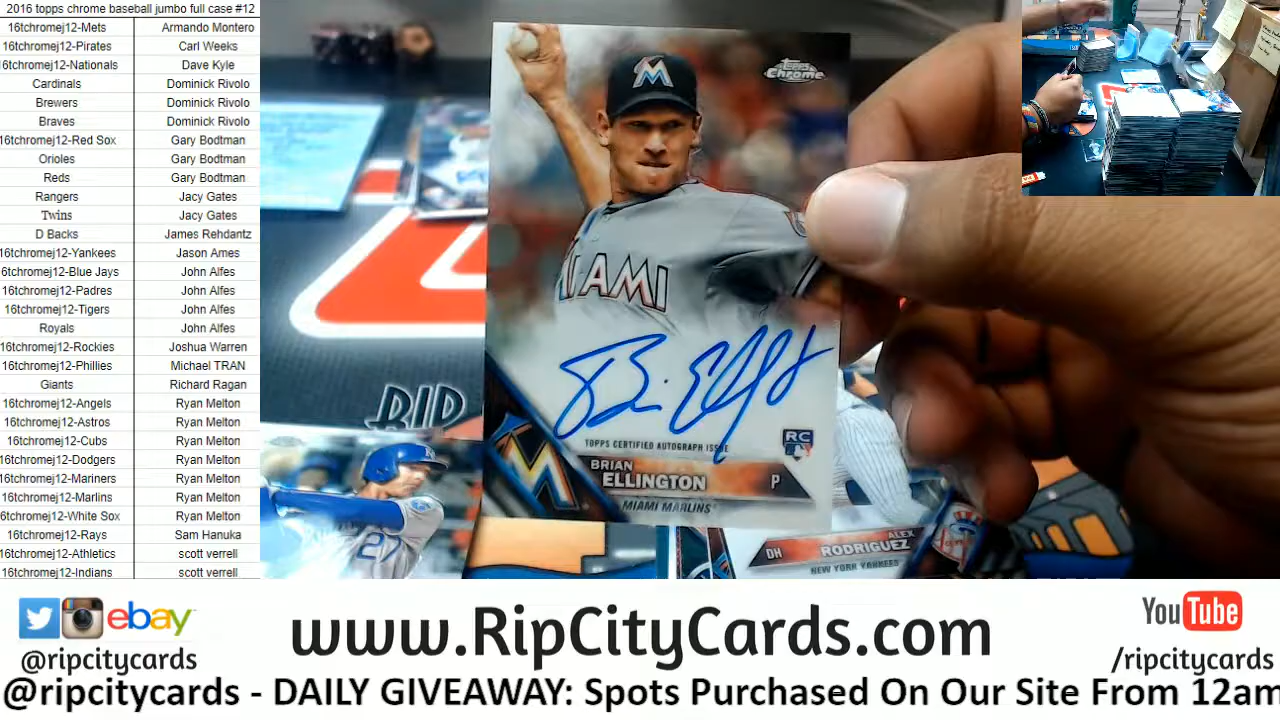 2016 topps chrome baseball jumbo full case #12
16tchromej12-Mets Armando Montero
16tchromej12-Pirates Carl Weeks
16tchromej12-Nationals Dave Kyle
Cardinals Dominick Rivolo
Brewers Dominick Rivolo
Braves Dominick Rivolo
16tchromej12-Red Sox Gary Bodtman
Orioles Gary Bodtman
Reds Gary Bodtman
Rangers Jacy Gates
Twins Jacy Gates
D Backs James Rehdantz
16tchromej12-Yankees Jason Ames
6tchromej12-Blue Jays John Alfes
16tchromej12-Padres John Alfes
16tchromej12-Tigers John Alfes
Royals John Alfes
16tchromej12-Rockies Joshua Warren
16tchromej12-Phillies Michael TRAN
Giants Richard Ragan
16tchromej12-Angels Ryan Melton
16tchromej12-Astros Ryan Melton
16tchromej12-Cubs Ryan Melton
16tchromej12-Dodgers Ryan Melton
16tchromej12-Mariners Ryan Melton
16tchromej12-Marlins Ryan Melton
6tchromej12-White Sox Ryan Melton
16tchromej12-Rays Sam Hanuka
16tchromej12-Athletics scott verrell
16tchromej12-Indians scott verrell
Topps Chrome
M
MIAMI
RIP
TOPPS CERTIFIED AUTOGRAPH ISSUE
RC
BRIAN
ELLINGTON P
MIAMI MARLINS
ALEX
DH RODRIGUEZ
NEW YORK YANKEES
ebay
@ripcitycards
www.RipCityCards.com
YouTube
/ripcitycards
@ripcitycards - DAILY GIVEAWAY: Spots Purchased On Our Site From 12am